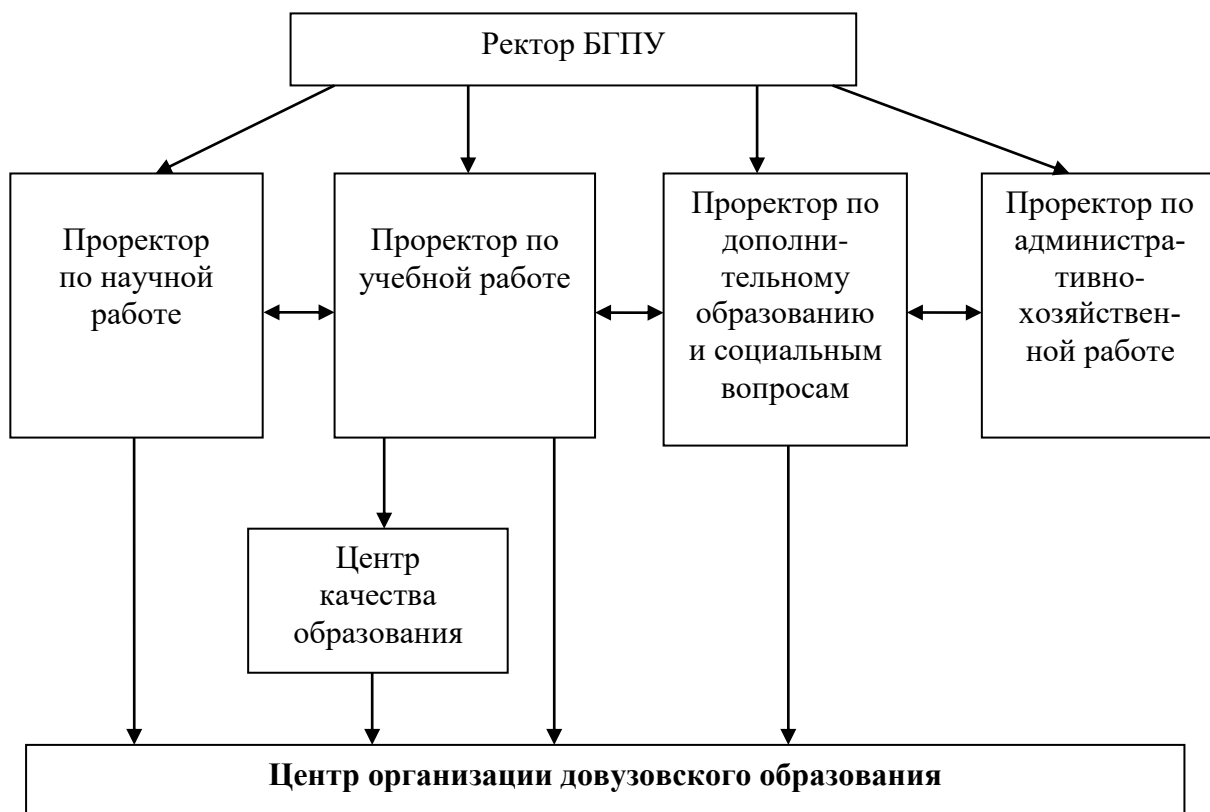 Ректор БГПУ
Проректор
по научной
работе
Проректор по
учебной работе
Проректор по
дополни-
тельному
образованию
и социальным
вопросам
Проректор по
администра-
тивно-
хозяйствен-
ной работе
Центр
качества
образования
Центр организации довузовского образования